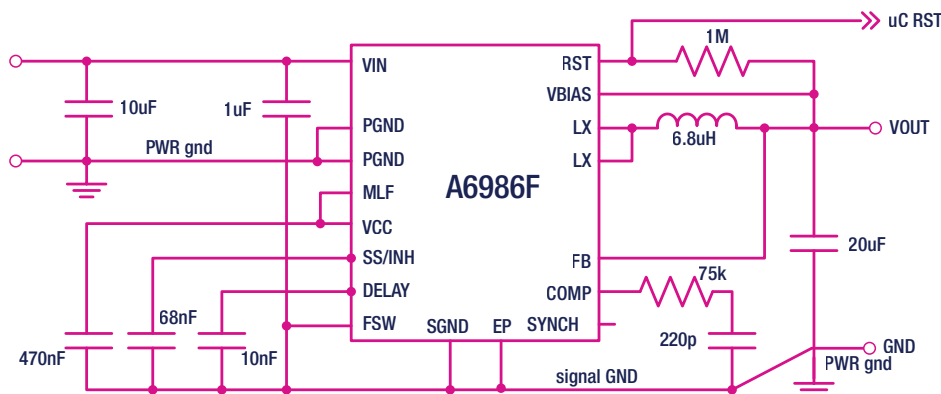 uC RST
1M
VIN
RST
VBIAS
10uF
1uF
PGND
LX
VOUT
6.8uH
PWR gnd
PGND
LX
A6986F
MLF
VCC
SS/INH
FB
20uF
75k
DELAY
COMP
68nF
FSW
SGND
EP
SYNCH
220p
470nF
10nF
GND
PWR gnd
signal GND